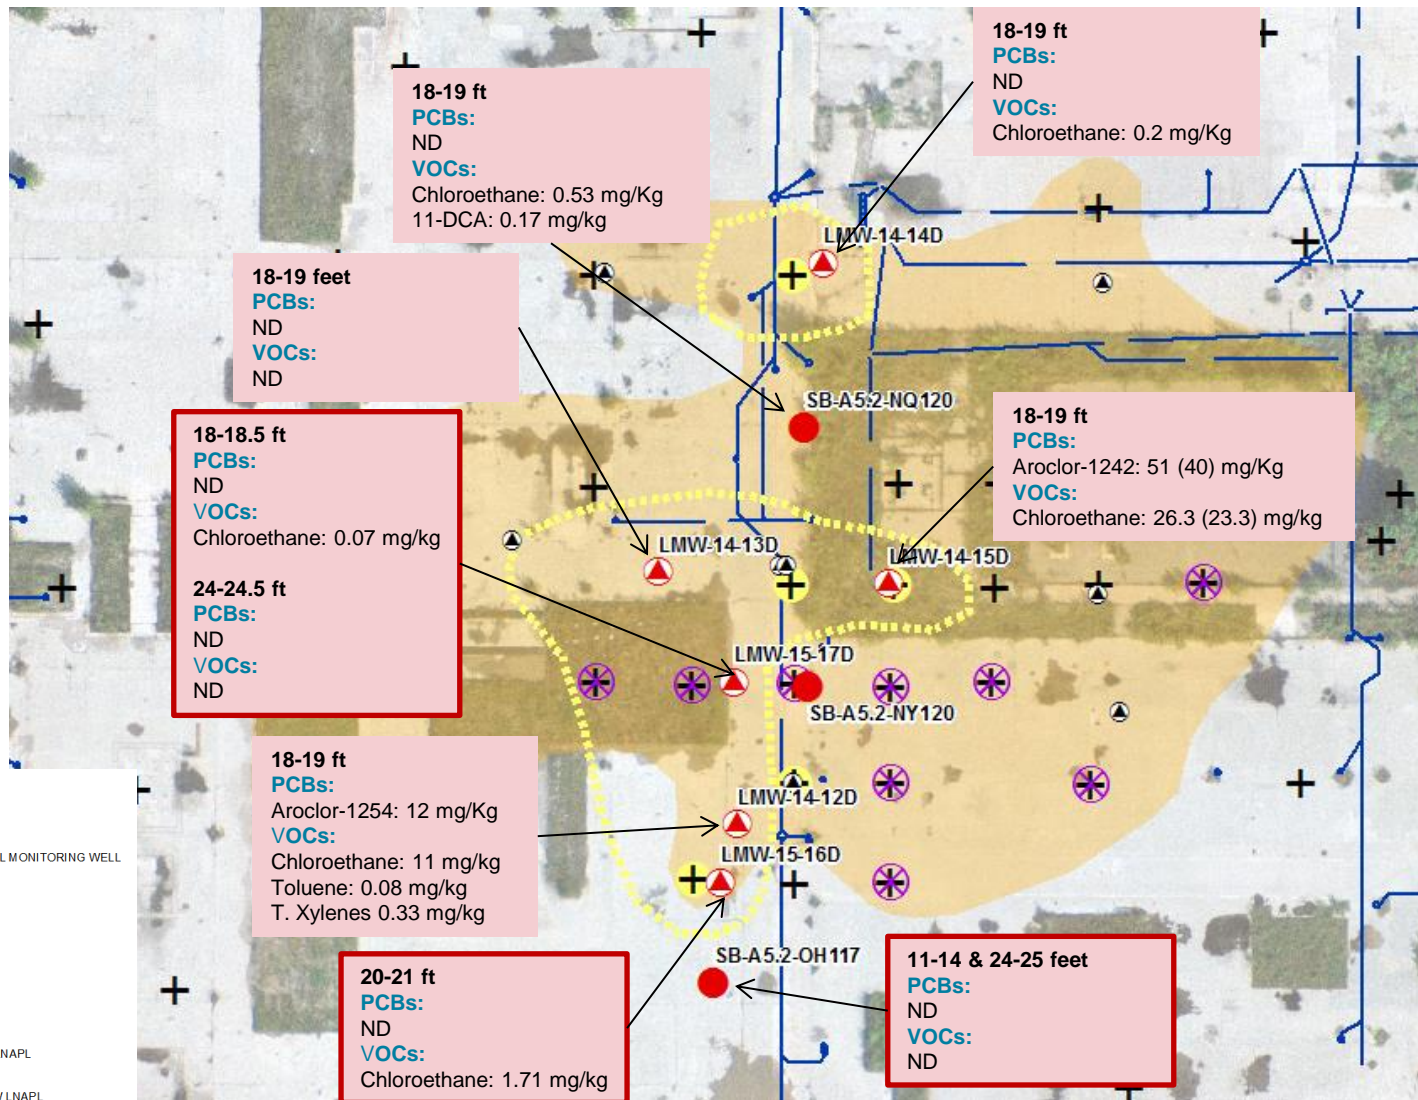 18-19 ft
PCBs:
ND
VOCs:
Chloroethane: 0.2 mg/Kg
18-19 ft
PCBs:
ND
VOCs:
Chloroethane: 0.53 mg/Kg
11-DCA: 0.17 mg/kg
LMW-14-14D
18-19 feet
PCBs:
ND
VOCs:
ND
SB-A5.2-NQ120
18-19 ft
PCBs:
Aroclor-1242: 51 (40) mg/Kg
VOCs:
Chloroethane: 26.3 (23.3) mg/kg
18-18.5 ft
PCBs:
ND
VOCs:
Chloroethane: 0.07 mg/kg
24-24.5 ft
PCBs:
ND
VOCs:
ND
LMW-14-13D
LMW-14-15D
LMW-15-17D
SB-A5.2-NY120
18-19 ft
PCBs:
Aroclor-1254: 12 mg/Kg
VOCs:
Chloroethane: 11 mg/kg
Toluene: 0.08 mg/kg
T. Xylenes 0.33 mg/kg
LMW-14-12D
LMW-15-16D
L MONITORING WELL
SB-A5.2-OH117
20-21 ft
PCBs:
ND
VOCs:
Chloroethane: 1.71 mg/kg
11-14 & 24-25 feet
PCBs:
ND
VOCs:
ND
NAPL
LNAPL